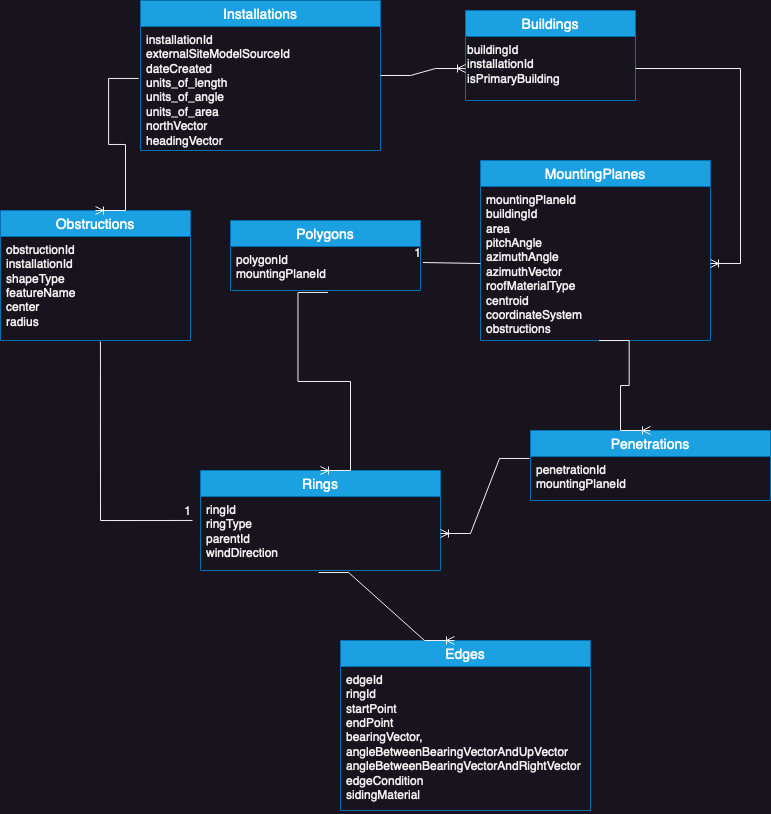 Installations
installationId
externalSiteModelSourceId
dateCreated
units_of_length
units_of_angle
units_of_area
northVector
headingVector
Buildings
buildingId
installationId
isPrimaryBuilding
MountingPlanes
mountingPlaneId
buildingId
area
pitchAngle
azimuthAngle
azimuthVector
roofMaterialType
centroid
coordinateSystem
obstructions
Obstructions
obstructionId
installationId
shapeType
featureName
center
radius
Polygons
1
polygonId
mountingPlaneId
Penetrations
penetrationId
mountingPlaneId
Rings
1
ringId
ringType
parentId
windDirection
Edges
edgeId
ringId
startPoint
endPoint
bearingVector,
angleBetweenBearingVectorAndUpVector
angleBetweenBearingVectorAndRightVector
edgeCondition
sidingMaterial